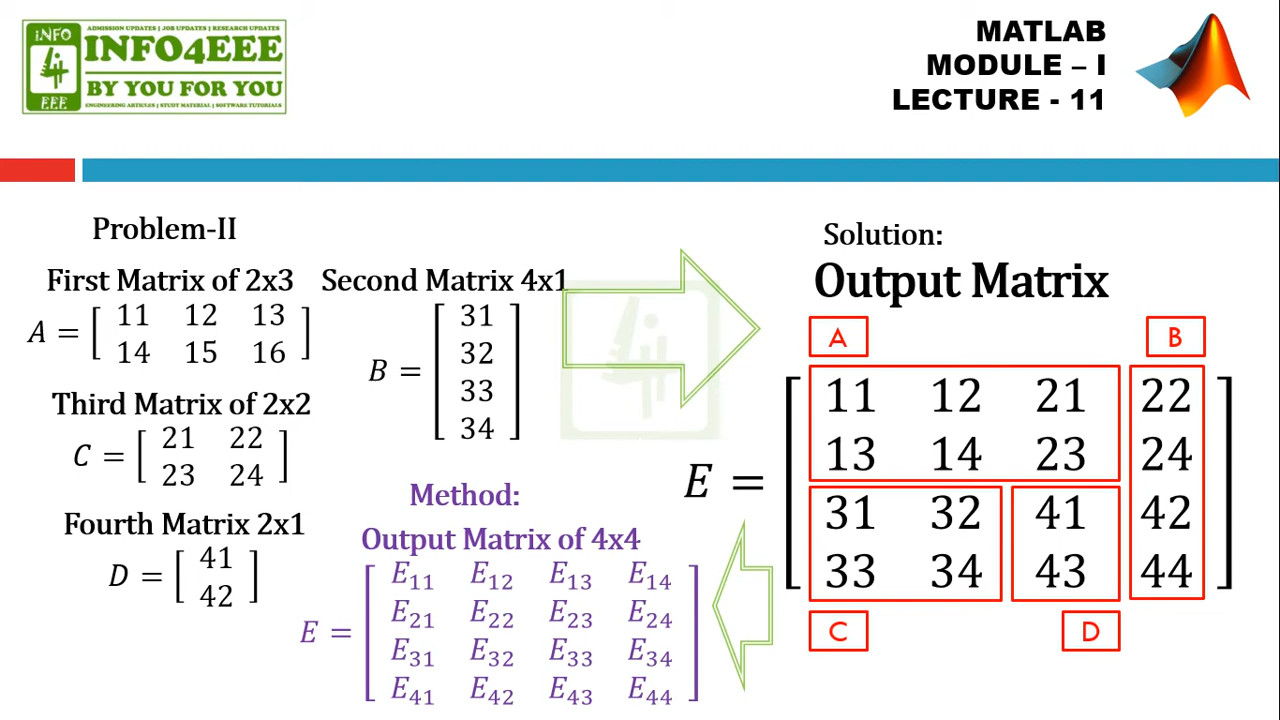 INFO
EEE
ADMISSION UPDATES | JOB UPDATES | RESEARCH UPDATES
INFO4EEE
BY YOU FOR YOU
ENGINEERING ARTICLES | STUDY MATERIAL | SOFTWARE TUTORIALS
MATLAB
MODULE – I
LECTURE - 11
Problem-II
First Matrix of 2x3
A = [ 11 12 13
14 15 16 ]
Second Matrix 4x1
B = [ 31
32
33
34 ]
Third Matrix of 2x2
C = [ 21 22
23 24 ]
Fourth Matrix 2x1
D = [ 41
42 ]
Method:
Output Matrix of 4x4
E = [ E11 E12 E13 E14
E21 E22 E23 E24
E31 E32 E33 E34
E41 E42 E43 E44 ]
Solution:
Output Matrix
A B
E = [ 11 12 21 22
13 14 23 24
31 32 41 42
33 34 43 44 ]
C D